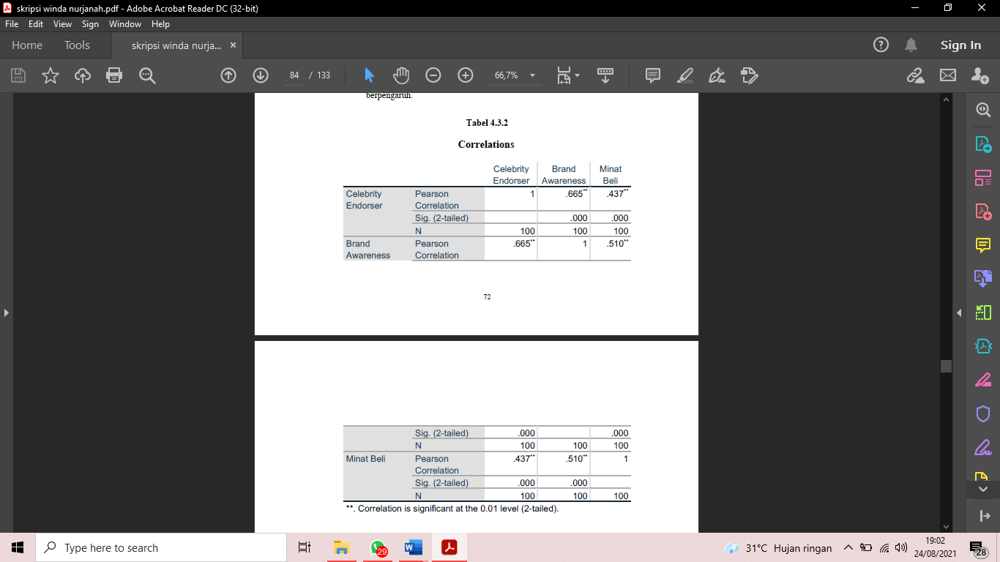 skripsi winda nurjanah.pdf - Adobe Acrobat Reader DC (32-bit)
File Edit View Sign Window Help
Home Tools skripsi winda nurja... × Sign In
84 / 133 66,7%
berpengaruh.
Tabel 4.3.2
Correlations
Celebrity Endorser Brand Awareness Minat Beli
Celebrity Endorser Pearson Correlation 1 .665** .437**
Sig. (2-tailed) .000 .000
N 100 100 100
Brand Awareness Pearson Correlation .665** 1 .510**
72
Sig. (2-tailed) .000 .000
N 100 100 100
Minat Beli Pearson Correlation .437** .510** 1
Sig. (2-tailed) .000 .000
N 100 100 100
**. Correlation is significant at the 0.01 level (2-tailed).
Type here to search
29
31°C Hujan ringan
19:02
24/08/2021
28